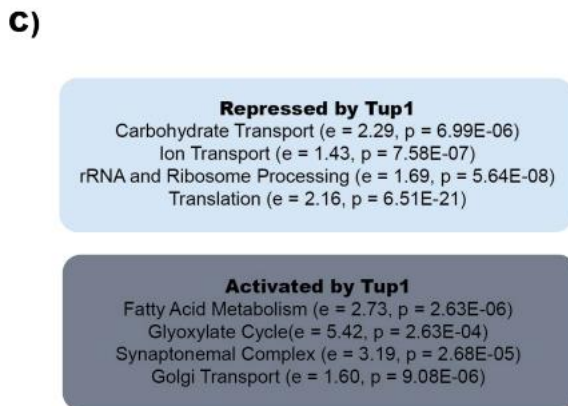 C)
Repressed by Tup1
Carbohydrate Transport (e = 2.29, p = 6.99E-06)
Ion Transport (e = 1.43, p = 7.58E-07)
rRNA and Ribosome Processing (e = 1.69, p = 5.64E-08)
Translation (e = 2.16, p = 6.51E-21)
Activated by Tup1
Fatty Acid Metabolism (e = 2.73, p = 2.63E-06)
Glyoxylate Cycle(e = 5.42, p = 2.63E-04)
Synaptonemal Complex (e = 3.19, p = 2.68E-05)
Golgi Transport (e = 1.60, p = 9.08E-06)